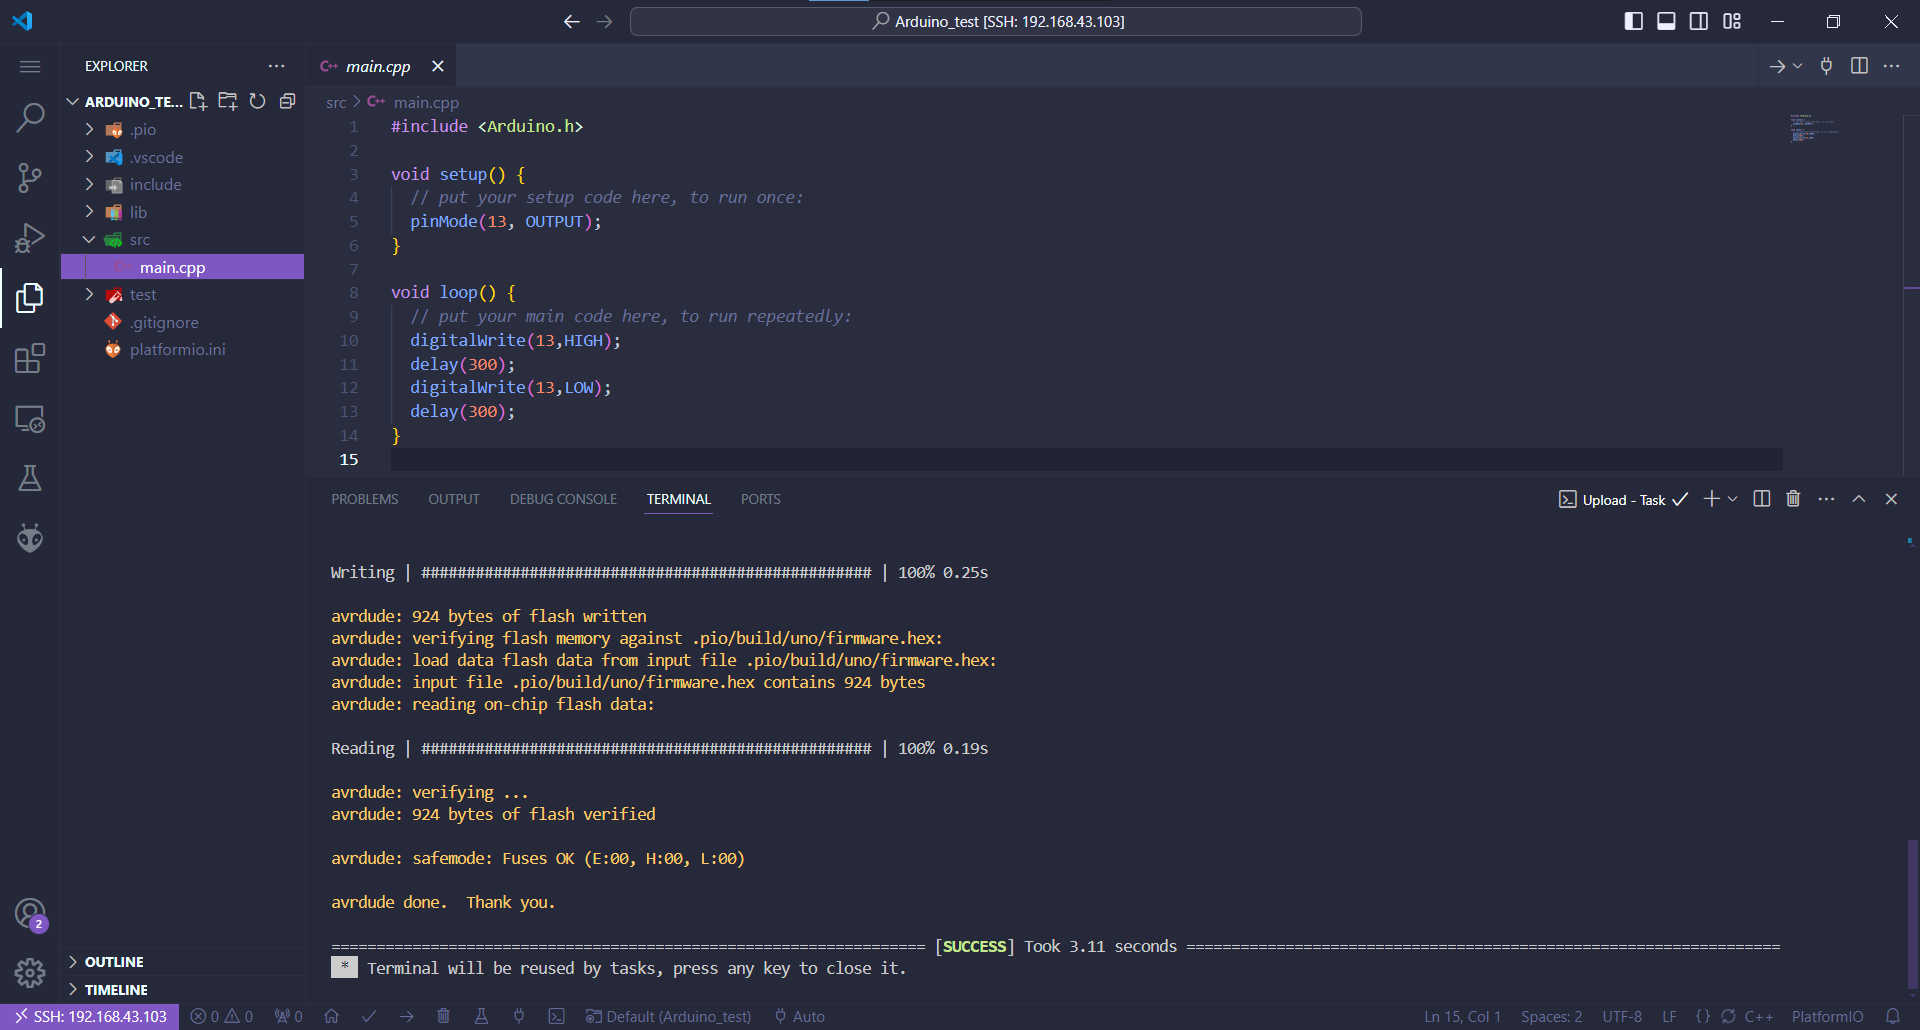 Arduino_test [SSH: 192.168.43.103]
EXPLORER
ARDUINO_TE...
.pio
.vscode
include
lib
src
main.cpp
test
.gitignore
platformio.ini
OUTLINE
TIMELINE
2
main.cpp
src > main.cpp
1 #include <Arduino.h>
2
3 void setup() {
4 // put your setup code here, to run once:
5 pinMode(13, OUTPUT);
6 }
7
8 void loop() {
9 // put your main code here, to run repeatedly:
10 digitalWrite(13,HIGH);
11 delay(300);
12 digitalWrite(13,LOW);
13 delay(300);
14 }
15
PROBLEMS OUTPUT DEBUG CONSOLE TERMINAL PORTS
Upload - Task
Writing | ################################################## | 100% 0.25s
avrdude: 924 bytes of flash written
avrdude: verifying flash memory against .pio/build/uno/firmware.hex:
avrdude: load data flash data from input file .pio/build/uno/firmware.hex:
avrdude: input file .pio/build/uno/firmware.hex contains 924 bytes
avrdude: reading on-chip flash data:
Reading | ################################################## | 100% 0.19s
avrdude: verifying ...
avrdude: 924 bytes of flash verified
avrdude: safemode: Fuses OK (E:00, H:00, L:00)
avrdude done.  Thank you.
================================================================== [SUCCESS] Took 3.11 seconds ==================================================================
* Terminal will be reused by tasks, press any key to close it.
SSH: 192.168.43.103 0 0 0 Default (Arduino_test) Auto Ln 15, Col 1 Spaces: 2 UTF-8 LF {} C++ PlatformIO